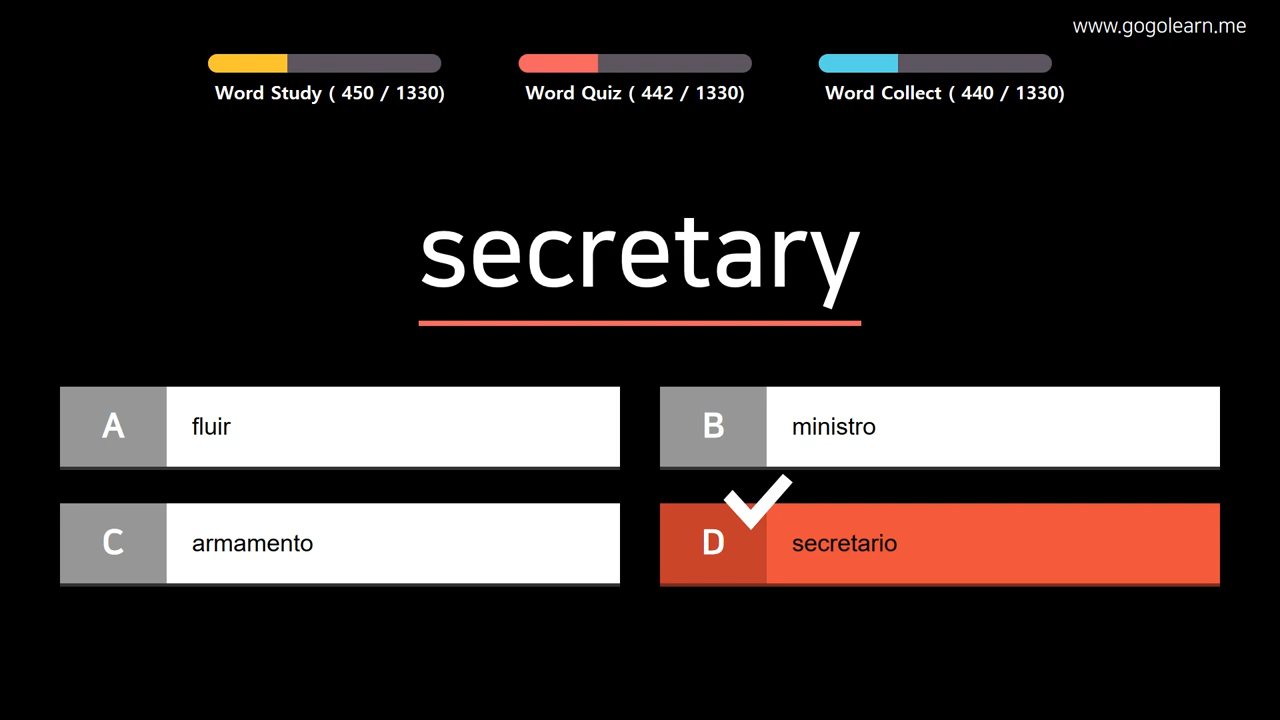 www.gogolearn.me
Word Study ( 450 / 1330)
Word Quiz ( 442 / 1330)
Word Collect ( 440 / 1330)
secretary
A
fluir
B
ministro
C
armamento
D
secretario